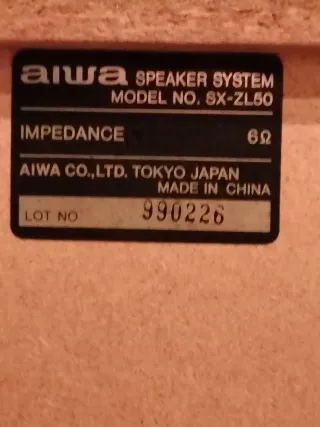 aiwa SPEAKER SYSTEM
MODEL NO. SX-ZL50
IMPEDANCE 6Ω
AIWA CO.,LTD. TOKYO JAPAN
MADE IN CHINA
LOT NO 990226